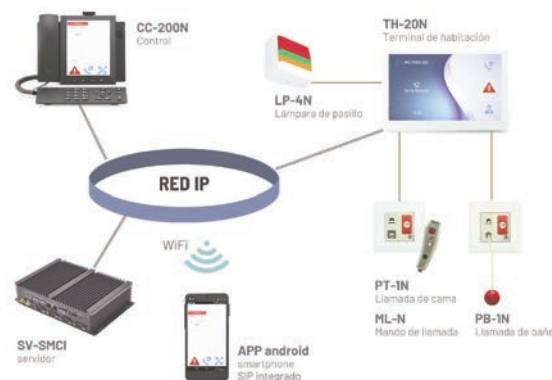 CC-200N
Control
TH-20N
Terminal de habitación
LP-4N
Lámpara de pasillo
RED IP
WiFi
PT-1N
Llamada de cama
ML-N
Mando de llamada
PB-1N
Llamada de baño
SV-SMCI
servidor
APP android
smartphone
SIP integrado